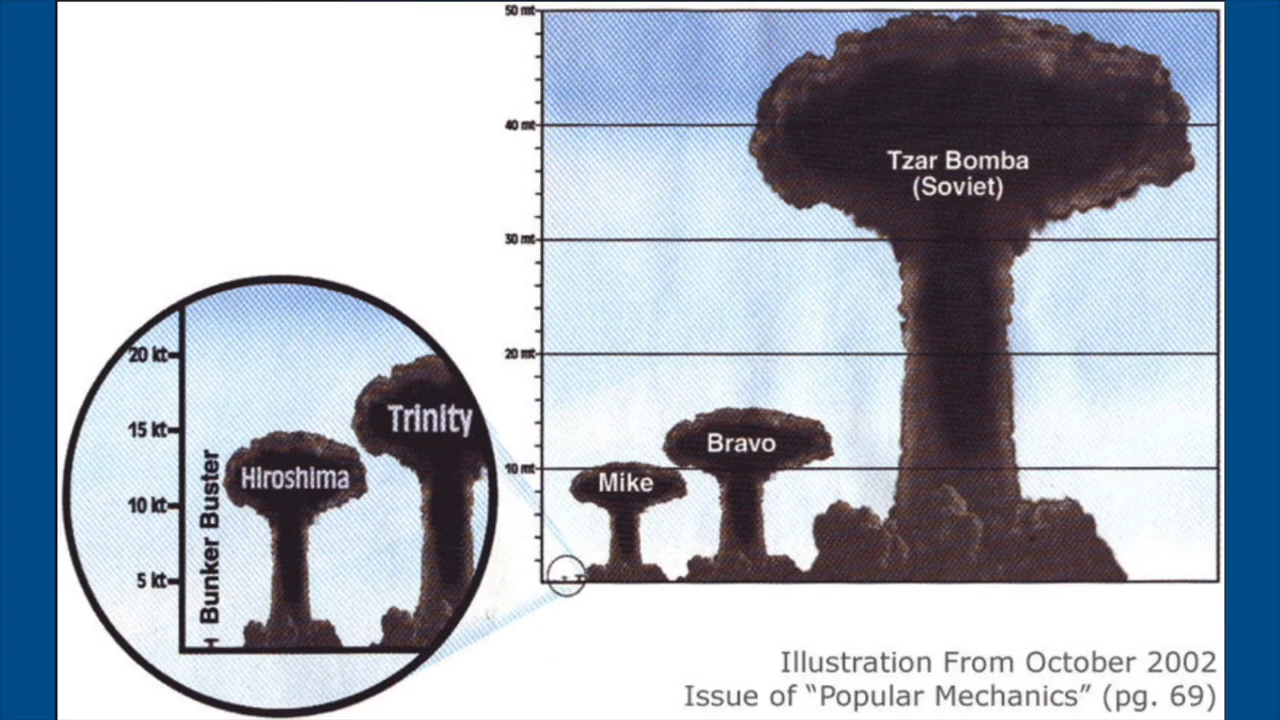 50 mt
40 mt
30 mt
20 mt
10 mt
Tzar Bomba
(Soviet)
Bravo
Mike
20 kt
15 kt
10 kt
5 kt
Bunker Buster
Hiroshima
Trinity
Illustration From October 2002
Issue of “Popular Mechanics” (pg. 69)